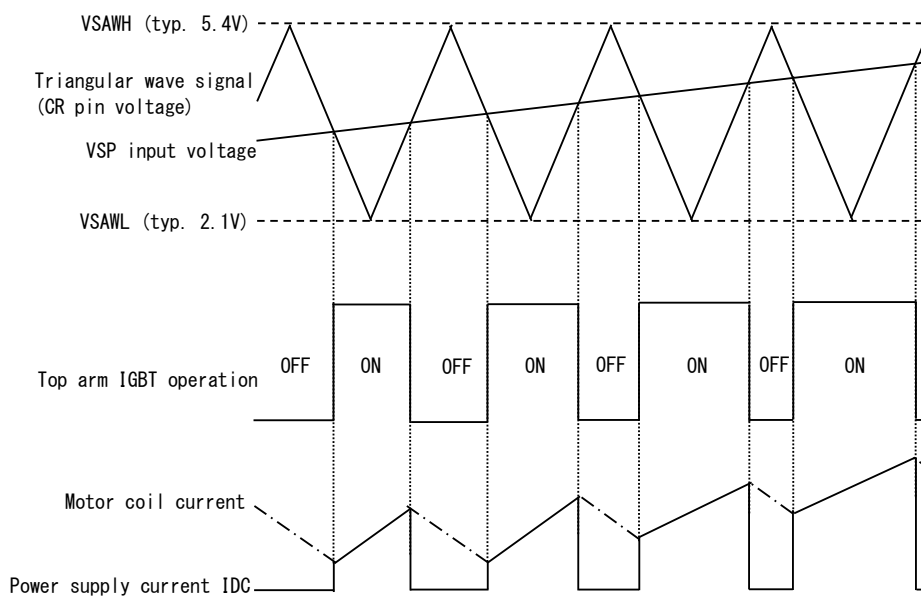 VSAWH (typ. 5.4V)
Triangular wave signal
(CR pin voltage)
VSP input voltage
VSAWL (typ. 2.1V)
Top arm IGBT operation
OFF ON OFF ON OFF ON OFF ON
Motor coil current
Power supply current IDC